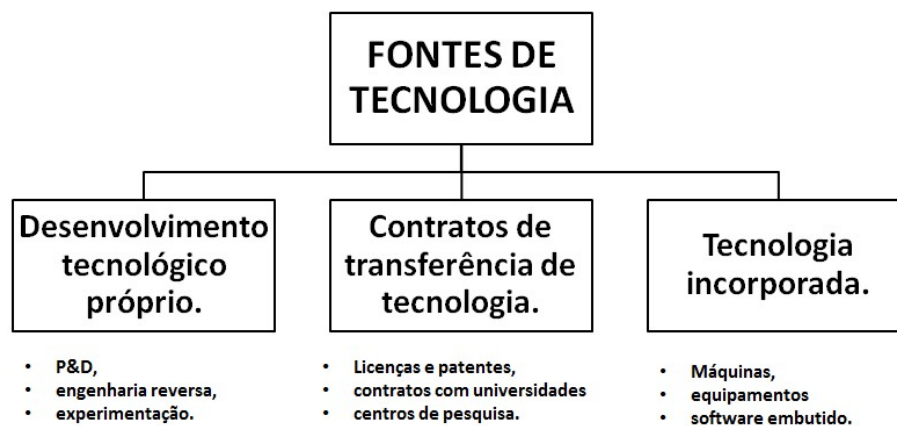 FONTES DE
TECNOLOGIA
Desenvolvimento
tecnológico
próprio.
• P&D,
• engenharia reversa,
• experimentação.
Contratos de
transferência de
tecnologia.
• Licenças e patentes,
• contratos com universidades
• centros de pesquisa.
Tecnologia
incorporada.
• Máquinas,
• equipamentos
• software embutido.